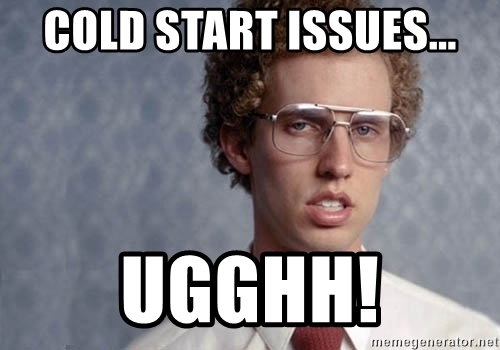 COLD START ISSUES...
UGGHH!
memegenerator.net